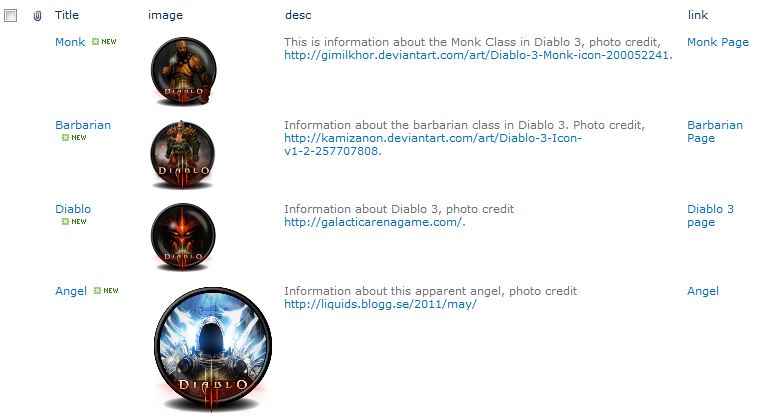 Title image desc link
Monk NEW
DIABLO
This is information about the Monk Class in Diablo 3, photo credit,
http://gimilkhor.deviantart.com/art/Diablo-3-Monk-icon-200052241.
Monk Page
Barbarian
NEW
DIABLO
Information about the barbarian class in Diablo 3. Photo credit,
http://kamizanon.deviantart.com/art/Diablo-3-Icon-
v1-2-257707808.
Barbarian
Page
Diablo
NEW
DIABLO
Information about Diablo 3, photo credit
http://galacticarenagame.com/.
Diablo 3
page
Angel NEW
DIABLO
Information about this apparent angel, photo credit
http://liquids.blogg.se/2011/may/
Angel